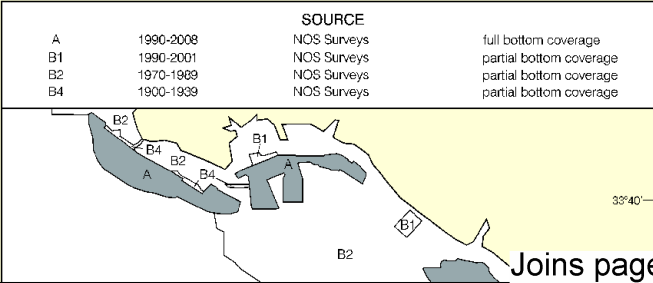 SOURCE
A 1990-2008 NOS Surveys full bottom coverage
B1 1990-2001 NOS Surveys partial bottom coverage
B2 1970-1989 NOS Surveys partial bottom coverage
B4 1900-1939 NOS Surveys partial bottom coverage
B2
B1
B4
B2
A
A
B4
33°40'
B1
B2
Joins page